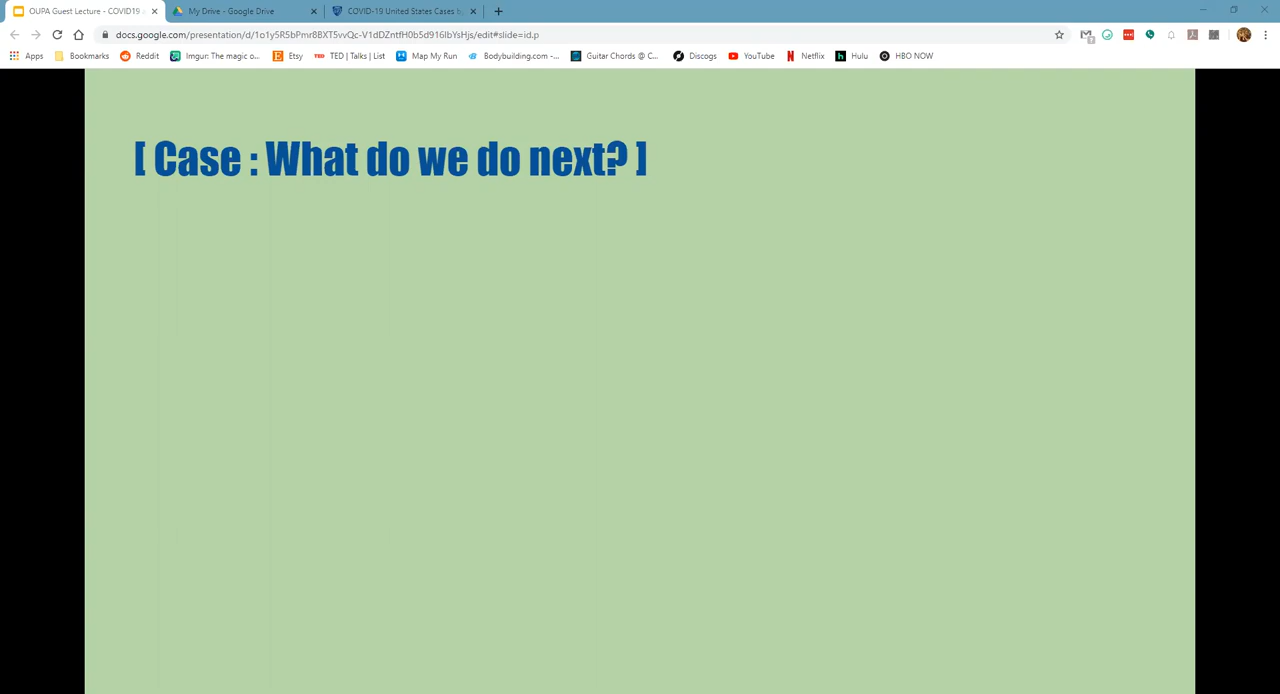 OUPA Guest Lecture - COVID19
My Drive - Google Drive
COVID-19 United States Cases by
docs.google.com/presentation/d/1o1y5R5bPmr8BXT5vvQc-V1dDZntfH0b5d916IbYsHjs/edit#slide=id.p
Apps Bookmarks Reddit Imgur: The magic o... Etsy TED | Talks | List Map My Run Bodybuilding.com -... Guitar Chords @ C... Discogs YouTube Netflix Hulu HBO NOW
[ Case : What do we do next? ]